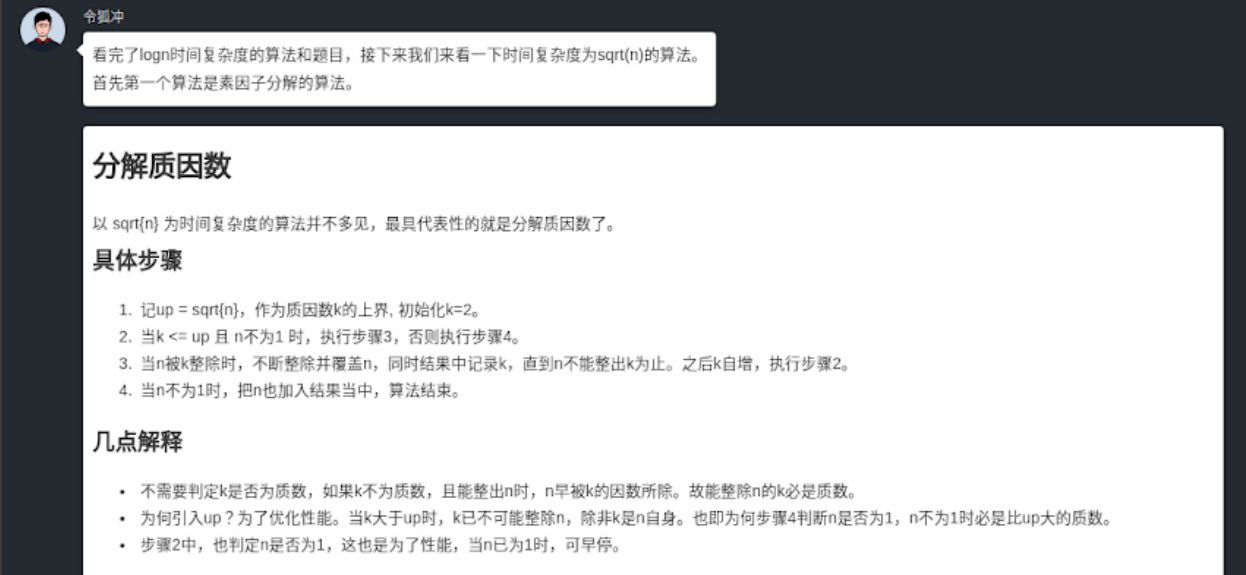 令狐冲
看完了logn时间复杂度的算法和题目，接下来我们来看一下时间复杂度为sqrt(n)的算法。
首先第一个算法是素因子分解的算法。
分解质因数
以 sqrt{n} 为时间复杂度的算法并不多见，最具代表性的就是分解质因数了。
具体步骤
1. 记up = sqrt{n}，作为质因数k的上界, 初始化k=2。
2. 当k <= up 且 n不为1 时，执行步骤3，否则执行步骤4。
3. 当n被k整除时，不断整除并覆盖n，同时结果中记录k，直到n不能整出k为止。之后k自增，执行步骤2。
4. 当n不为1时，把n也加入结果当中，算法结束。
几点解释
• 不需要判定k是否为质数，如果k不为质数，且能整出n时，n早被k的因数所除。故能整除n的k必是质数。
• 为何引入up？为了优化性能。当k大于up时，k已不可能整除n，除非k是n自身。也即为何步骤4判断n是否为1，n不为1时必是比up大的质数。
• 步骤2中，也判定n是否为1，这也是为了性能，当n已为1时，可早停。